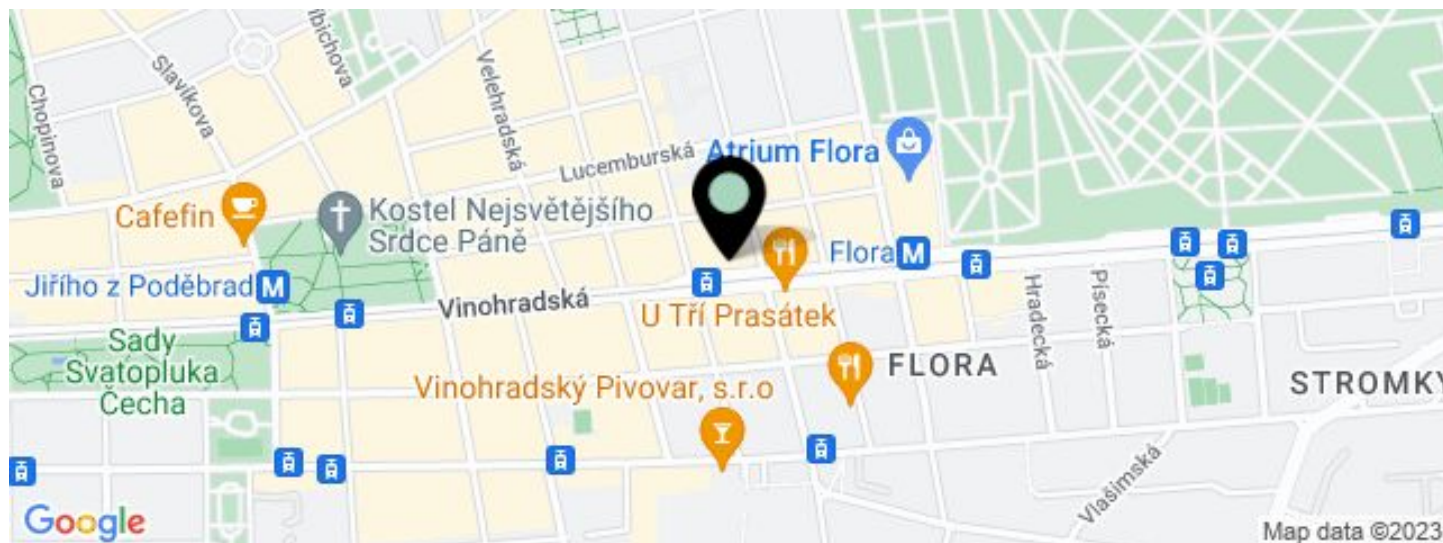 Chopinova
Slavíkova
Velehradská
Lucemburská
Atrium Flora
Cafefin
Kostel Nejsvětějšího
Srdce Páně
Flora M
Jiřího z Poděbrad M
Vinohradská
U Tří Prasátek
Hradecká
Písecká
Sady
Svatopluka
Čecha
FLORA
Vinohradský Pivovar, s.r.o
STROMKY
Vlašimská
Google
Map data ©2023